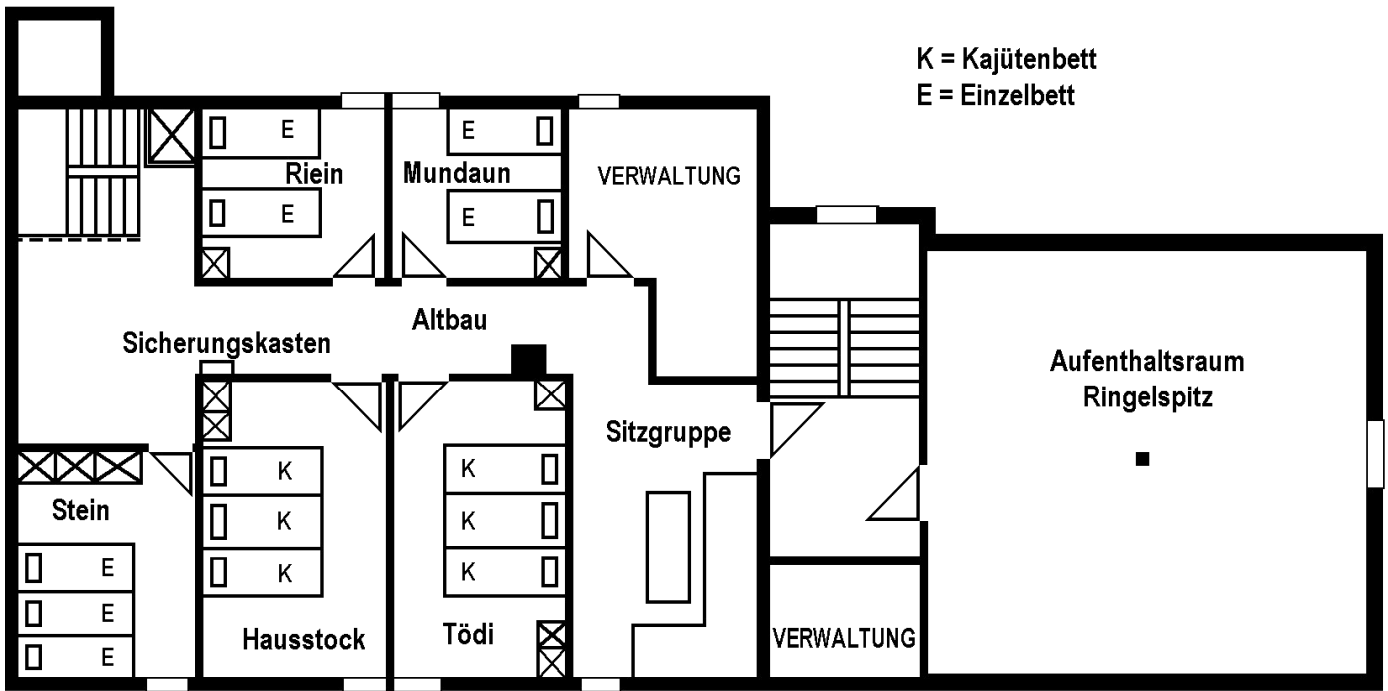 K = Kajütenbett
E = Einzelbett
E
E
Riein
Mundaun
VERWALTUNG
E
E
Altbau
Sicherungskasten
Aufenthaltsraum
Ringelspitz
Sitzgruppe
K
K
Stein
K
K
E
K
K
E
Hausstock
Tödi
VERWALTUNG
E